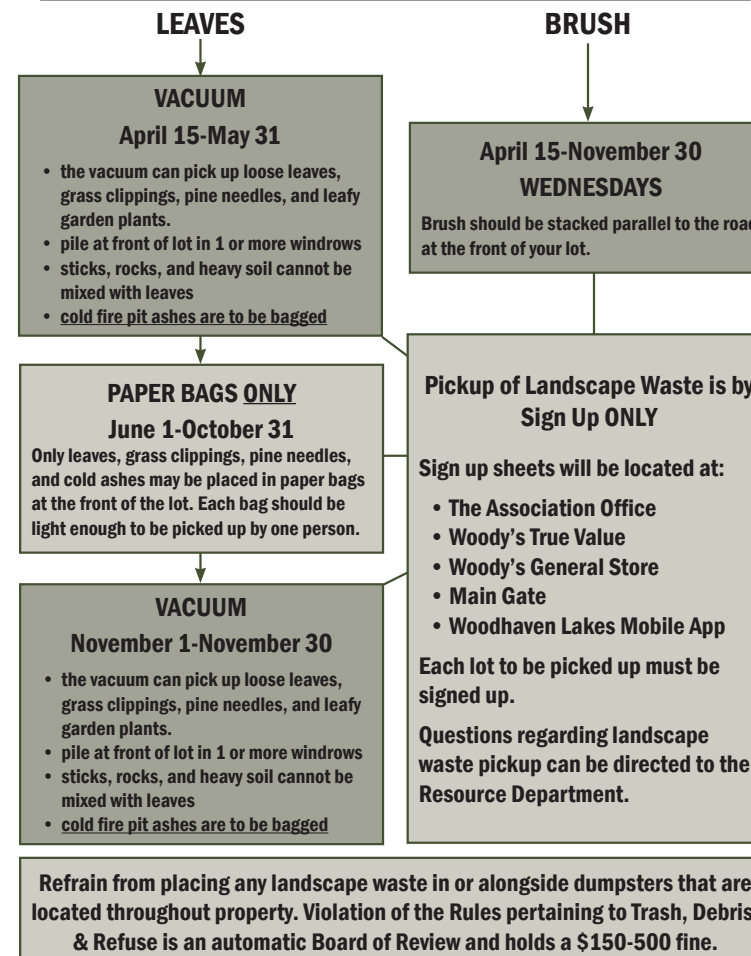 LEAVES
VACUUM
April 15-May 31
• the vacuum can pick up loose leaves,
grass clippings, pine needles, and leafy
garden plants.
• pile at front of lot in 1 or more windrows
• sticks, rocks, and heavy soil cannot be
mixed with leaves
• cold fire pit ashes are to be bagged
PAPER BAGS ONLY
June 1-October 31
Only leaves, grass clippings, pine needles,
and cold ashes may be placed in paper bags
at the front of the lot. Each bag should be
light enough to be picked up by one person.
VACUUM
November 1-November 30
• the vacuum can pick up loose leaves,
grass clippings, pine needles, and leafy
garden plants.
• pile at front of lot in 1 or more windrows
• sticks, rocks, and heavy soil cannot be
mixed with leaves
• cold fire pit ashes are to be bagged
BRUSH
April 15-November 30
WEDNESDAYS
Brush should be stacked parallel to the road
at the front of your lot.
Pickup of Landscape Waste is by
Sign Up ONLY
Sign up sheets will be located at:
• The Association Office
• Woody's True Value
• Woody's General Store
• Main Gate
• Woodhaven Lakes Mobile App
Each lot to be picked up must be
signed up.
Questions regarding landscape
waste pickup can be directed to the
Resource Department.
Refrain from placing any landscape waste in or alongside dumpsters that are
located throughout property. Violation of the Rules pertaining to Trash, Debris
& Refuse is an automatic Board of Review and holds a $150-500 fine.